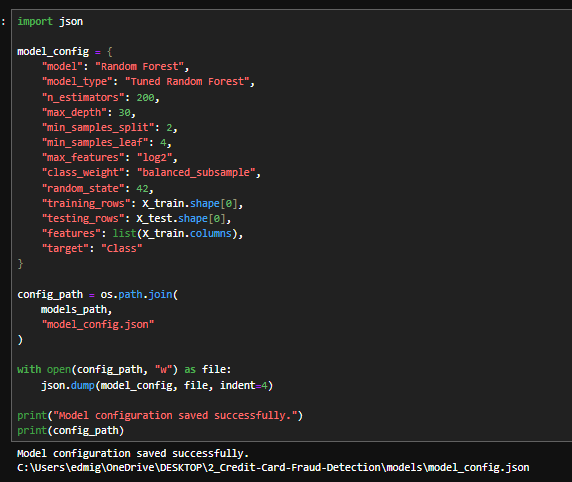 :
import json

model_config = {
    "model": "Random Forest",
    "model_type": "Tuned Random Forest",
    "n_estimators": 200,
    "max_depth": 30,
    "min_samples_split": 2,
    "min_samples_leaf": 4,
    "max_features": "log2",
    "class_weight": "balanced_subsample",
    "random_state": 42,
    "training_rows": X_train.shape[0],
    "testing_rows": X_test.shape[0],
    "features": list(X_train.columns),
    "target": "Class"
}

config_path = os.path.join(
    models_path,
    "model_config.json"
)

with open(config_path, "w") as file:
    json.dump(model_config, file, indent=4)

print("Model configuration saved successfully.")
print(config_path)

Model configuration saved successfully.
C:\Users\edmig\OneDrive\DESKTOP\2_Credit-Card-Fraud-Detection\models\model_config.json